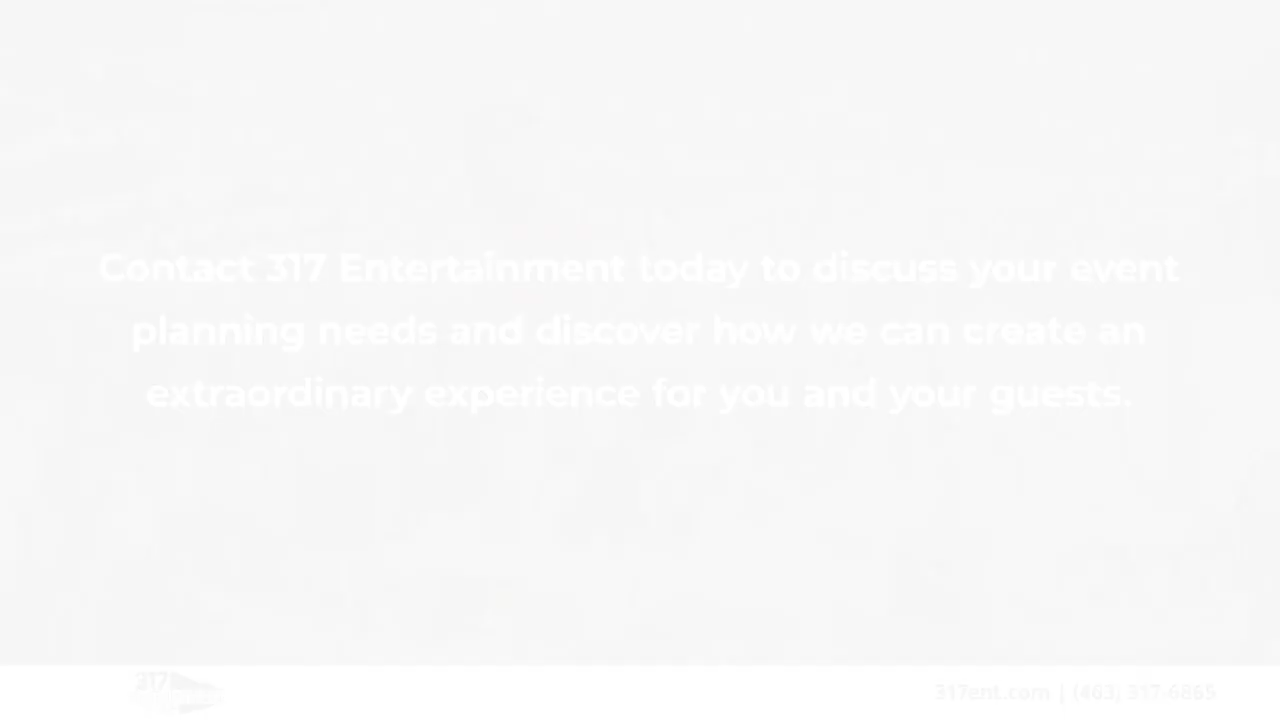 Contact 317 Entertainment today to discuss your event
planning needs and discover how we can create an
extraordinary experience for you and your guests.
317
317ent.com | (463) 317-6865